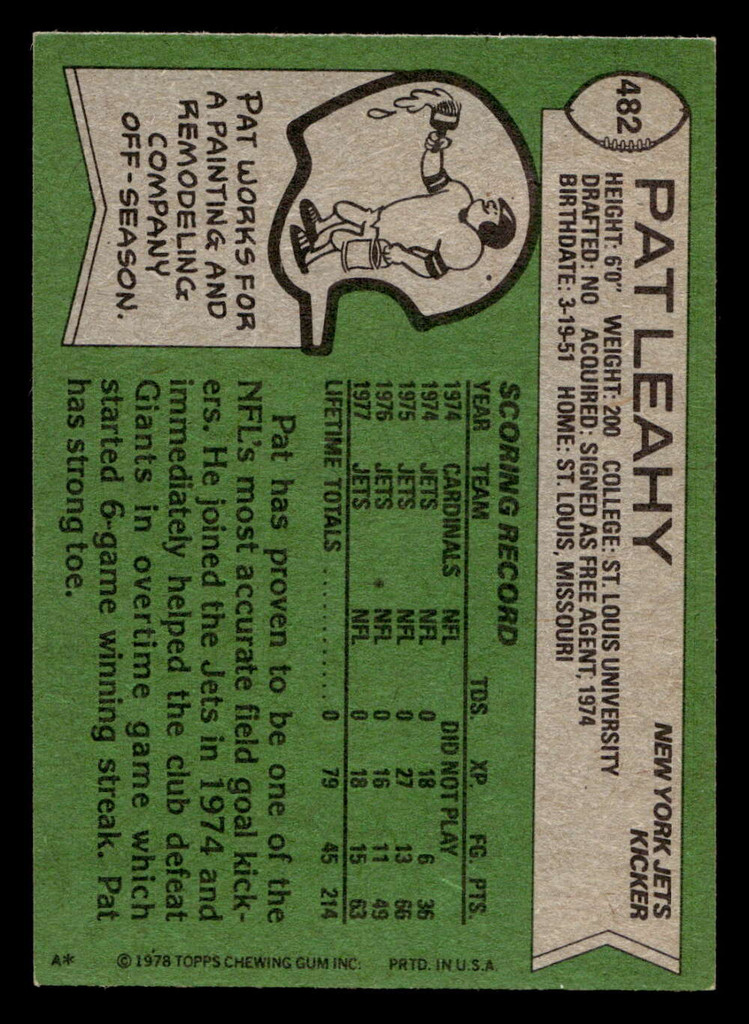 482
PAT LEAHY
NEW YORK JETS
KICKER
HEIGHT: 6'0" WEIGHT: 200 COLLEGE: ST. LOUIS UNIVERSITY
DRAFTED: NO ACQUIRED: SIGNED AS FREE AGENT, 1974
BIRTHDATE: 3-19-51 HOME: ST. LOUIS, MISSOURI
PAT WORKS FOR
A PAINTING AND
REMODELING
COMPANY
OFF-SEASON.
SCORING RECORD
YEAR TEAM TDS. XP. FG. PTS.
1974 CARDINALS NFL DID NOT PLAY
1974 JETS NFL 0 18 6 36
1975 JETS NFL 0 27 13 66
1976 JETS NFL 0 16 11 49
1977 JETS NFL 0 18 15 63
LIFETIME TOTALS ............ 0 79 45 214
Pat has proven to be one of the
NFL's most accurate field goal kick-
ers. He joined the Jets in 1974 and
immediately helped the club defeat
Giants in overtime game which
started 6-game winning streak. Pat
has strong toe.
A* © 1978 TOPPS CHEWING GUM INC. PRTD. IN U.S.A.